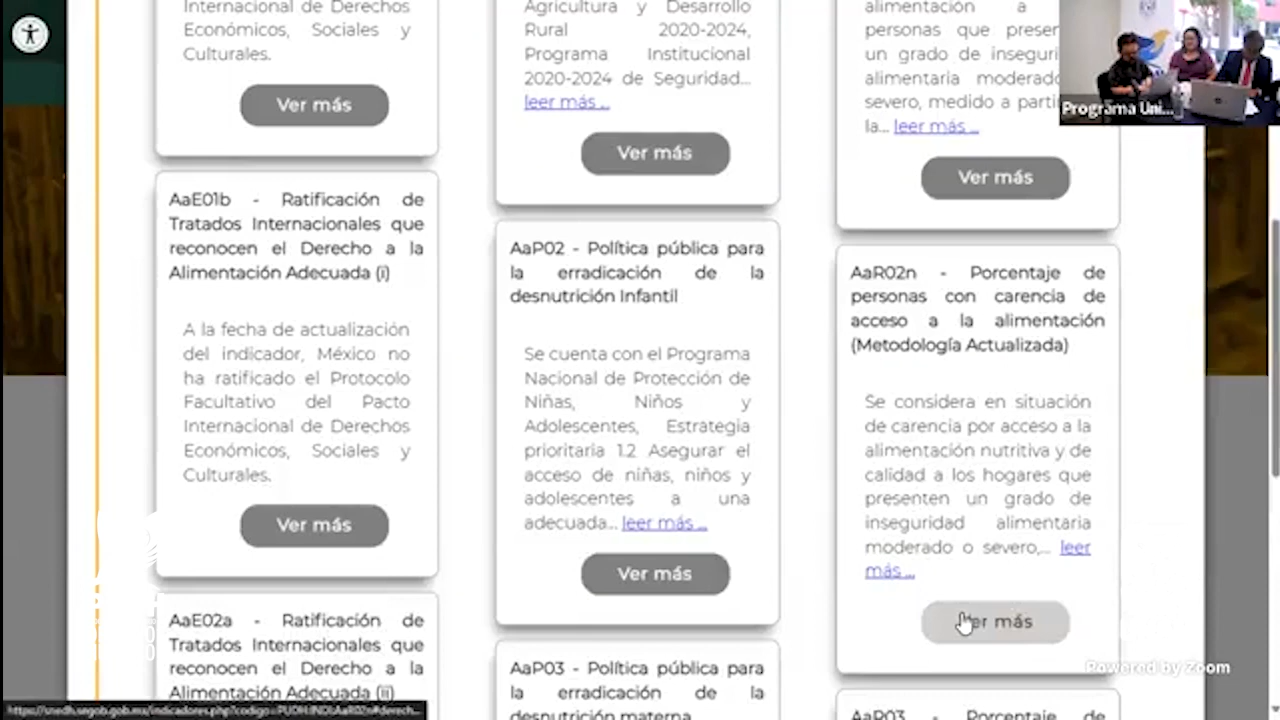 Internacional de Derechos
Económicos, Sociales y
Culturales.
Ver más
AaE01b - Ratificación de
Tratados Internacionales que
reconocen el Derecho a la
Alimentación Adecuada (i)
A la fecha de actualización
del indicador, México no
ha ratificado el Protocolo
Facultativo del Pacto
Internacional de Derechos
Económicos, Sociales y
Culturales.
Ver más
AaE02a - Ratificación de
Tratados Internacionales que
reconocen el Derecho a la
Alimentación Adecuada (ii)
Agricultura y Desarrollo
Rural 2020-2024,
Programa Institucional
2020-2024 de Seguridad...
leer más ...
Ver más
AaP02 - Política pública para
la erradicación de la
desnutrición Infantil
Se cuenta con el Programa
Nacional de Protección de
Niñas, Niños y
Adolescentes, Estrategia
prioritaria 1.2 Asegurar el
acceso de niñas, niños y
adolescentes a una
adecuada... leer más ...
Ver más
AaP03 - Política pública para
la erradicación de la
desnutrición materna
alimentación a
personas que
un grado de
alimentaria
severo, medido a
la... leer más ...
Ver más
AaR02n - Porcentaje de
personas con carencia de
acceso a la alimentación
(Metodología Actualizada)
Se considera en situación
de carencia por acceso a la
alimentación nutritiva y de
calidad a los hogares que
presenten un grado de
inseguridad alimentaria
moderado o severo,... leer
más ...
Ver más
AaR03 - Porcentaje de
Programa Uni...
Powered by Zoom